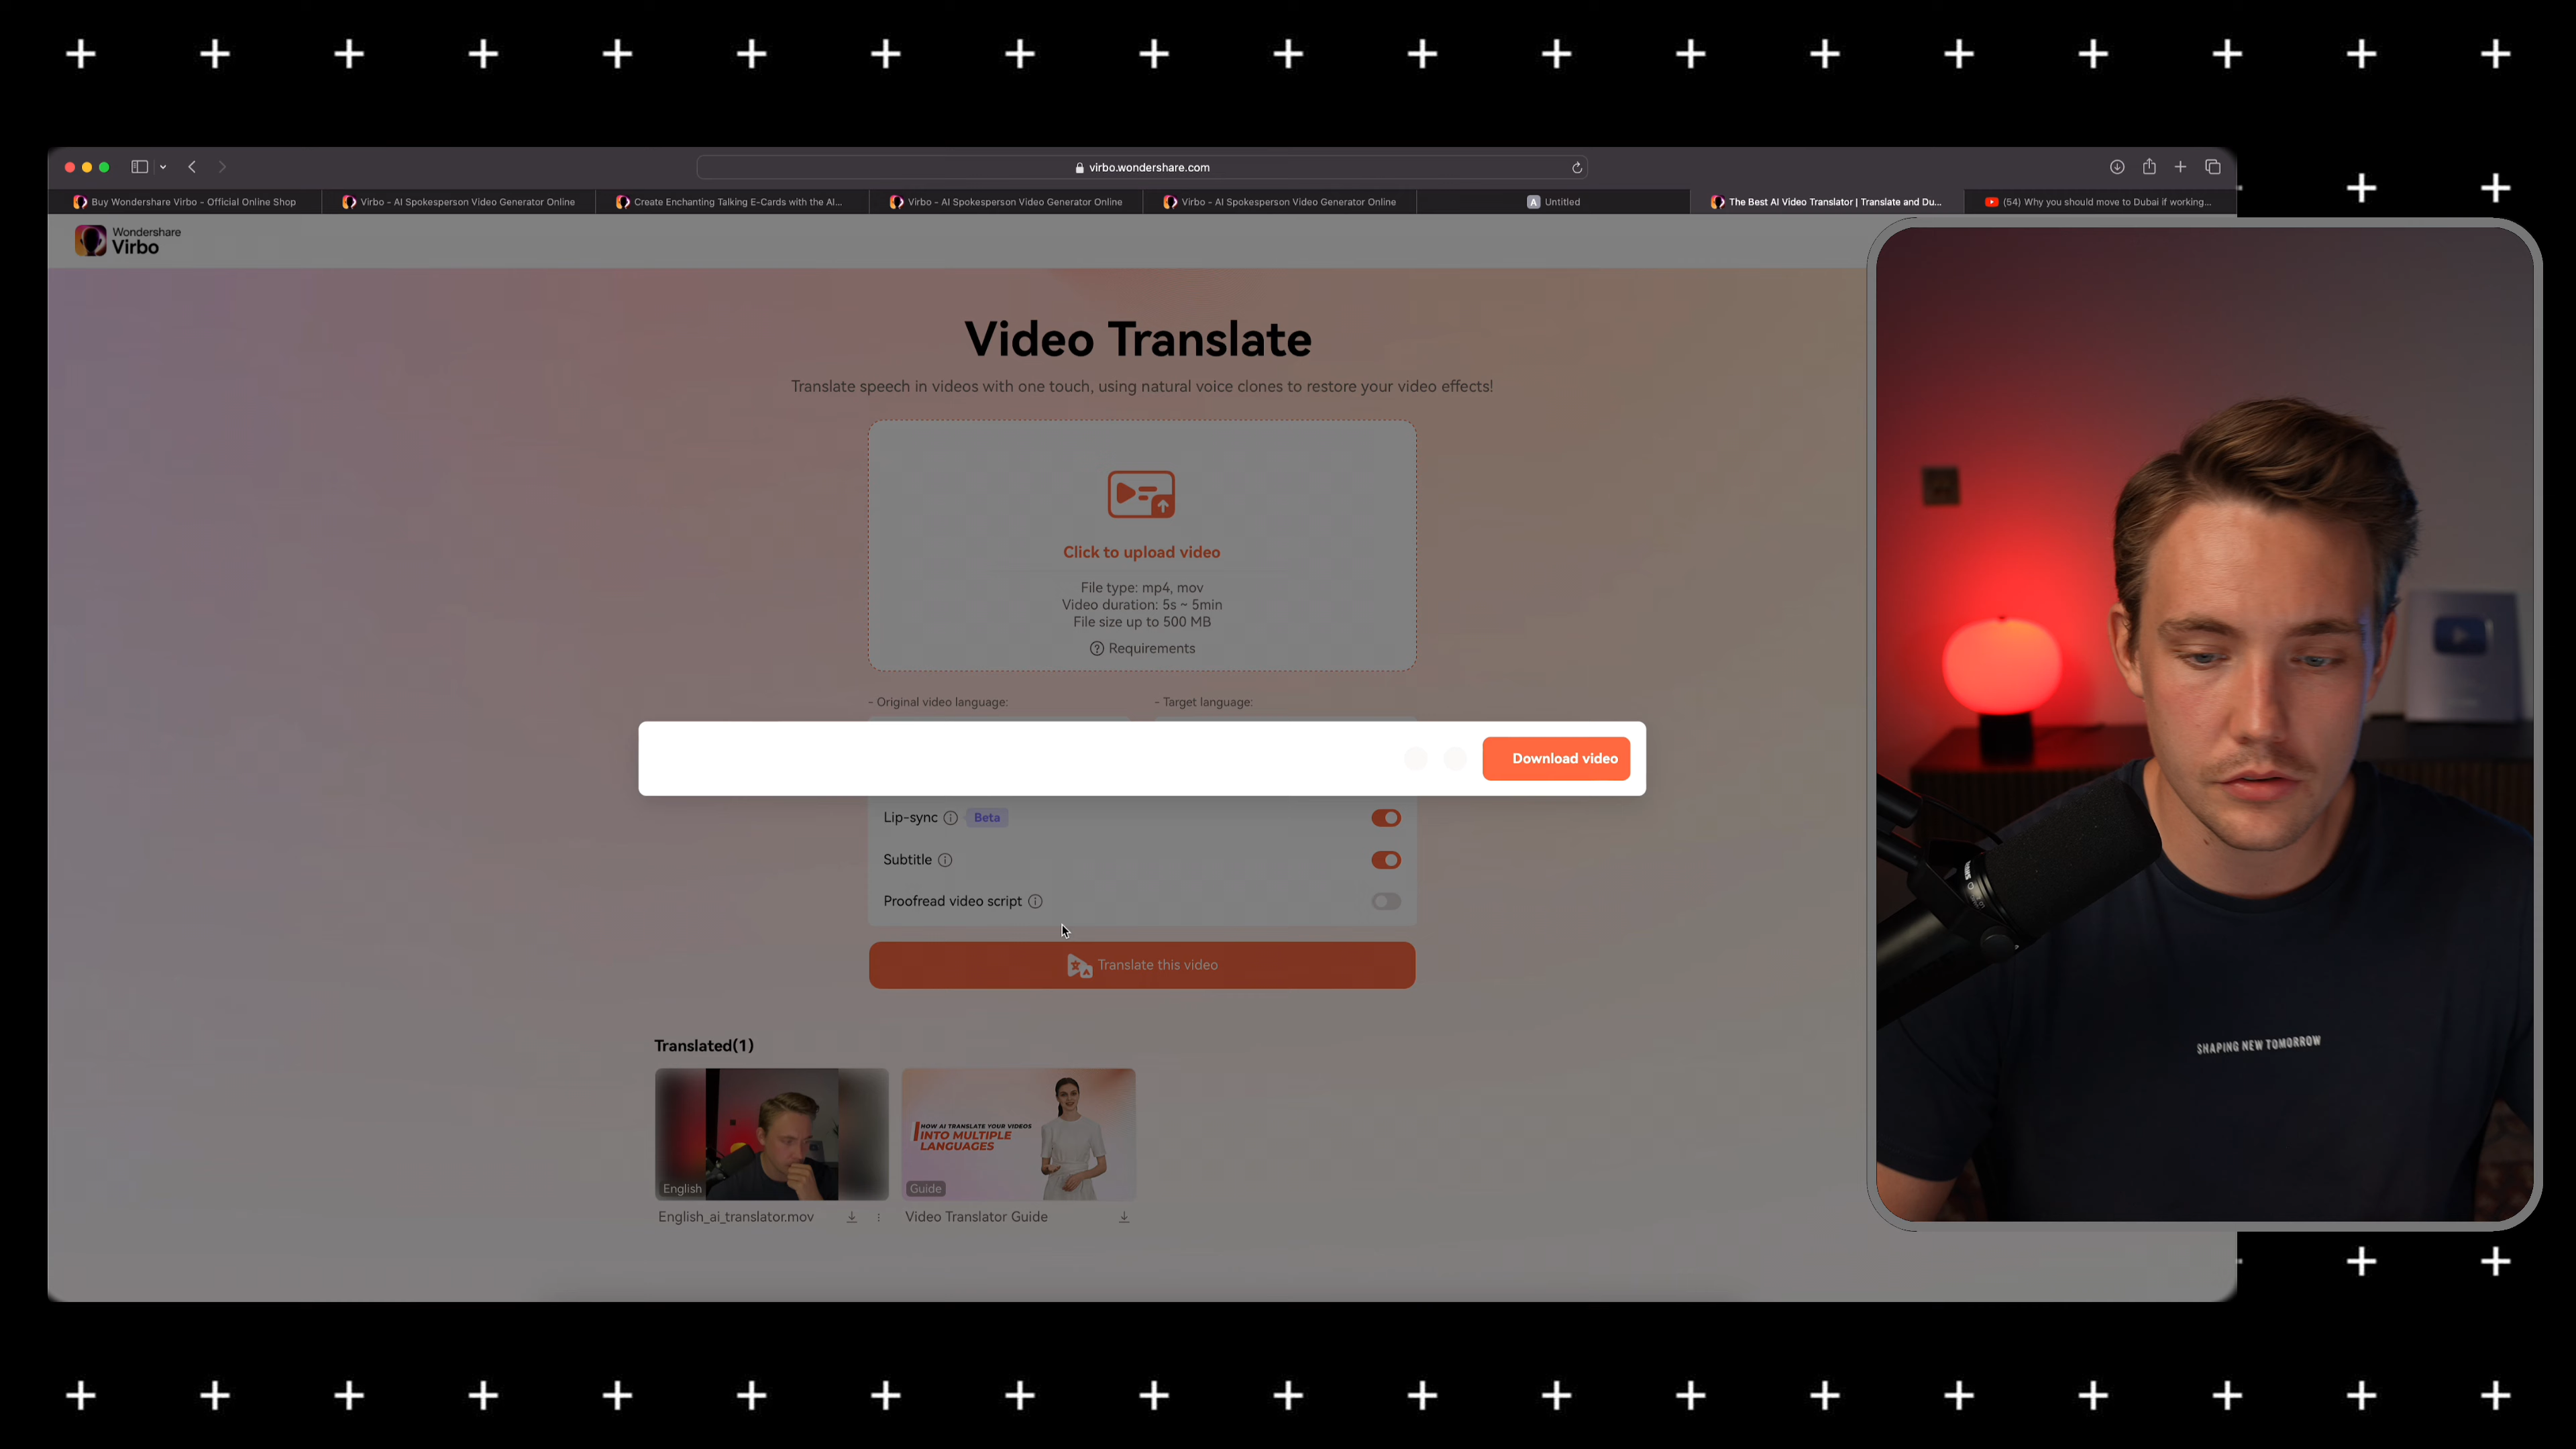 virbo.wondershare.com
Buy Wondershare Virbo - Official Online Shop
Virbo - AI Spokesperson Video Generator Online
Create Enchanting Talking E-Cards with the AI...
Virbo - AI Spokesperson Video Generator Online
Virbo - AI Spokesperson Video Generator Online
A Untitled
The Best AI Video Translator | Translate and Du...
(54) Why you should move to Dubai if working...
Wondershare
Virbo
Video Translate
Translate speech in videos with one touch, using natural voice clones to restore your video effects!
Click to upload video
File type: mp4, mov
Video duration: 5s ~ 5min
File size up to 500 MB
Requirements
- Original video language:
- Target language:
Download video
Lip-sync Beta
Subtitle
Proofread video script
Translate this video
Translated(1)
HOW AI TRANSLATE YOUR VIDEOS
INTO MULTIPLE
LANGUAGES
English
Guide
English_ai_translator.mov
Video Translator Guide
SHAPING NEW TOMORROW